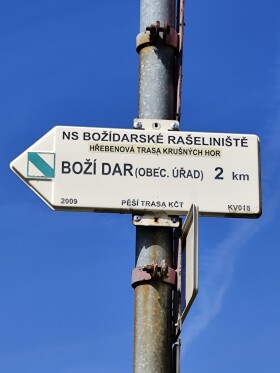 NS BOŽÍDARSKÉ RAŠELINIŠTĚ
HŘEBENOVÁ TRASA KRUŠNÝCH HOR
BOŽÍ DAR (OBEC. ÚŘAD) 2 km
2009 PĚŠÍ TRASA KČT KV018